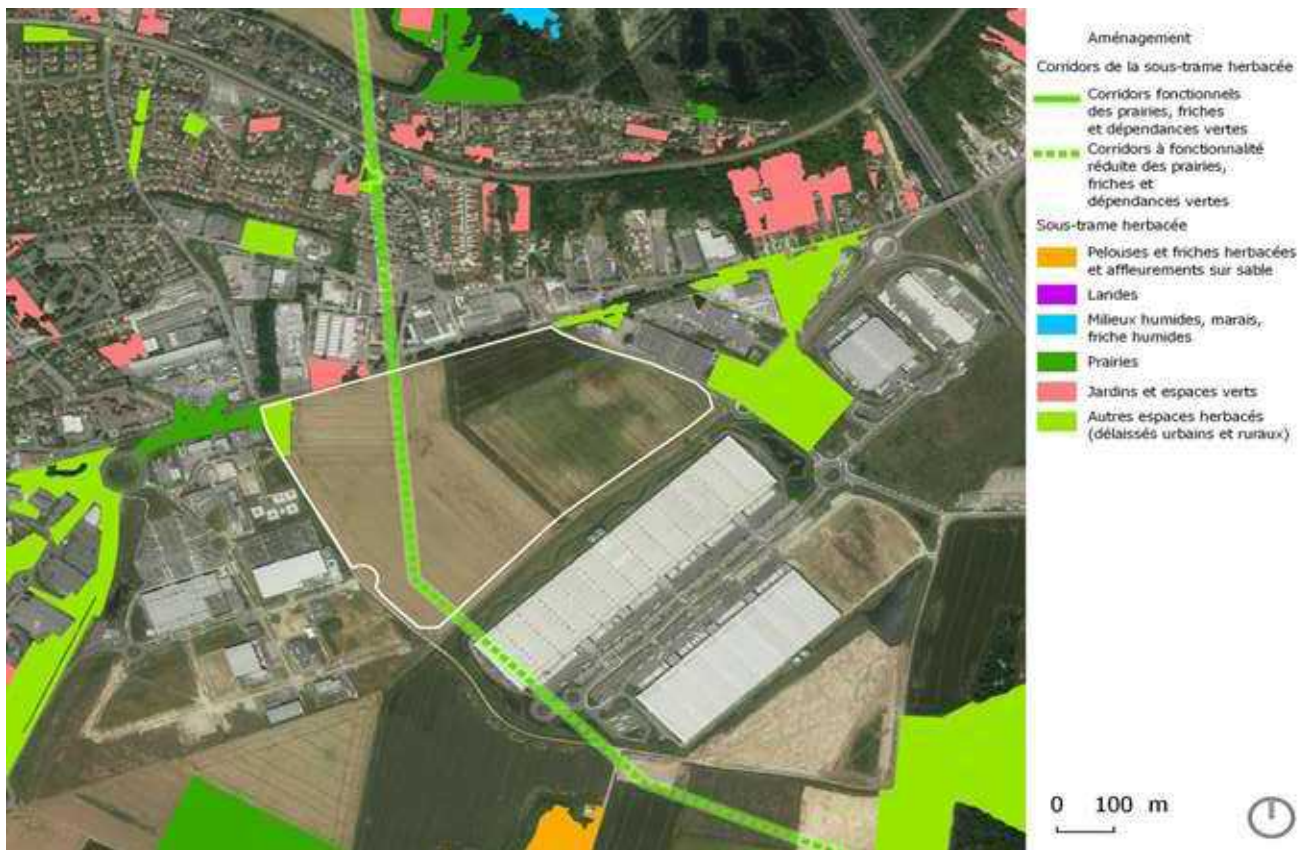 Aménagement
Corridors de la sous-trame herbacée
Corridors fonctionnels
des prairies, friches
et dépendances vertes
Corridors à fonctionnalité
réduite des prairies,
friches et
dépendances vertes
Sous-trame herbacée
Pelouses et friches herbacées
et affleurements sur sable
Landes
Milieux humides, marais,
friche humides
Prairies
Jardins et espaces verts
Autres espaces herbacés
(délaissés urbains et ruraux)
0 100 m